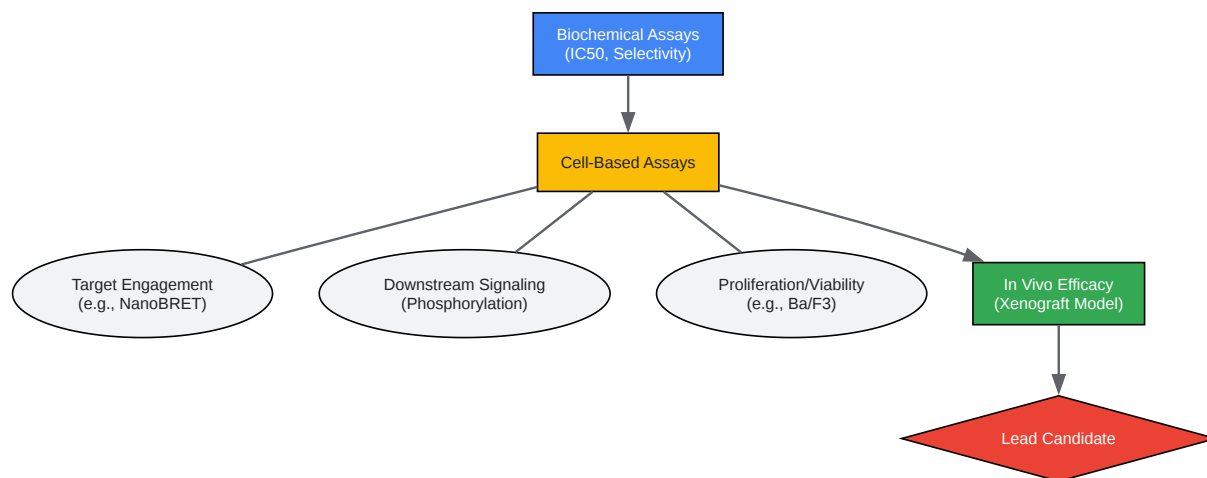 Biochemical Assays
(IC50, Selectivity)
Cell-Based Assays
Target Engagement
(e.g., NanoBRET)
Downstream Signaling
(Phosphorylation)
Proliferation/Viability
(e.g., Ba/F3)
In Vivo Efficacy
(Xenograft Model)
Lead Candidate